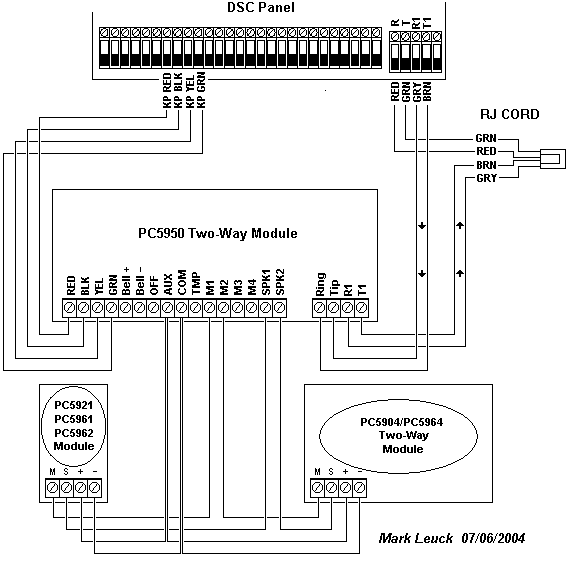 DSC Panel
R T R1 T1
KP RED
KP BLK
KP YEL
KP GRN
RED
GRN
GRY
BRN
RJ CORD
GRN
RED
BRN
GRY
PC5950 Two-Way Module
RED
BLK
YEL
GRN
Bell +
Bell -
OFF
AUX
COM
TMP
M1
M2
M3
M4
SPK1
SPK2
Ring
Tip
R1
T1
PC5921
PC5961
PC5962
Module
M S + -
PC5904/PC5964
Two-Way
Module
M S + -
Mark Leuck 07/06/2004